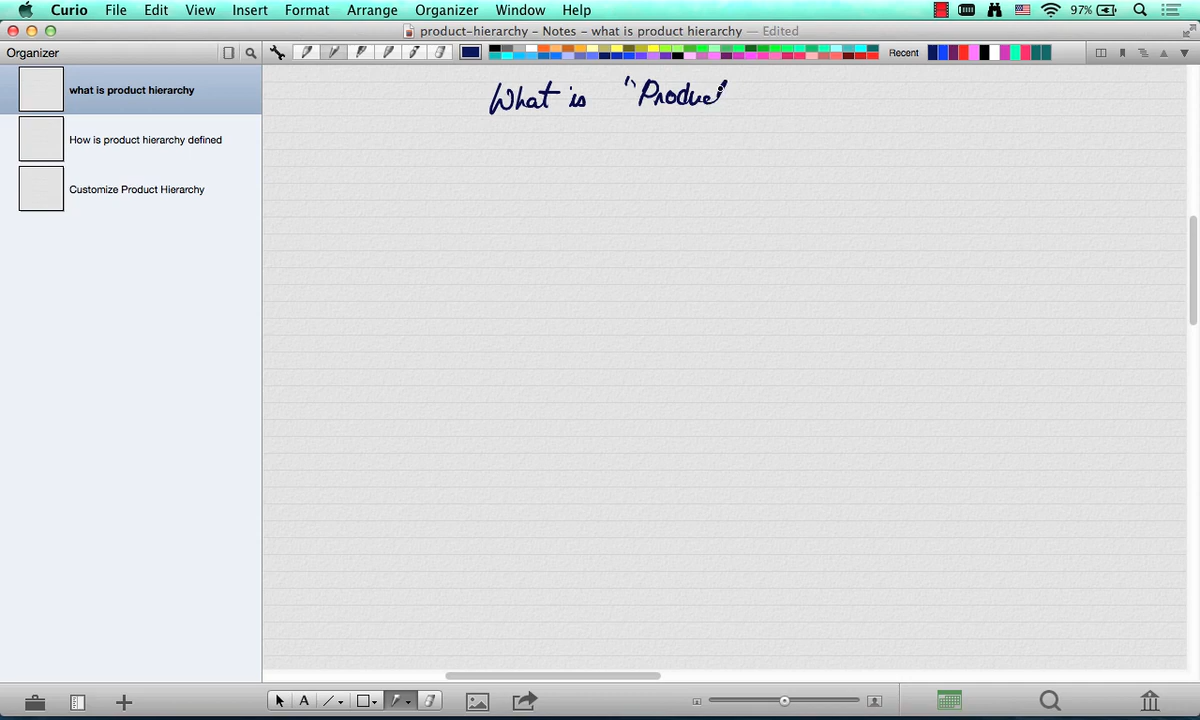 Curio File Edit View Insert Format Arrange Organizer Window Help 97%
product-hierarchy – Notes – what is product hierarchy — Edited
Organizer Recent
What is "Produc
what is product hierarchy
How is product hierarchy defined
Customize Product Hierarchy
A